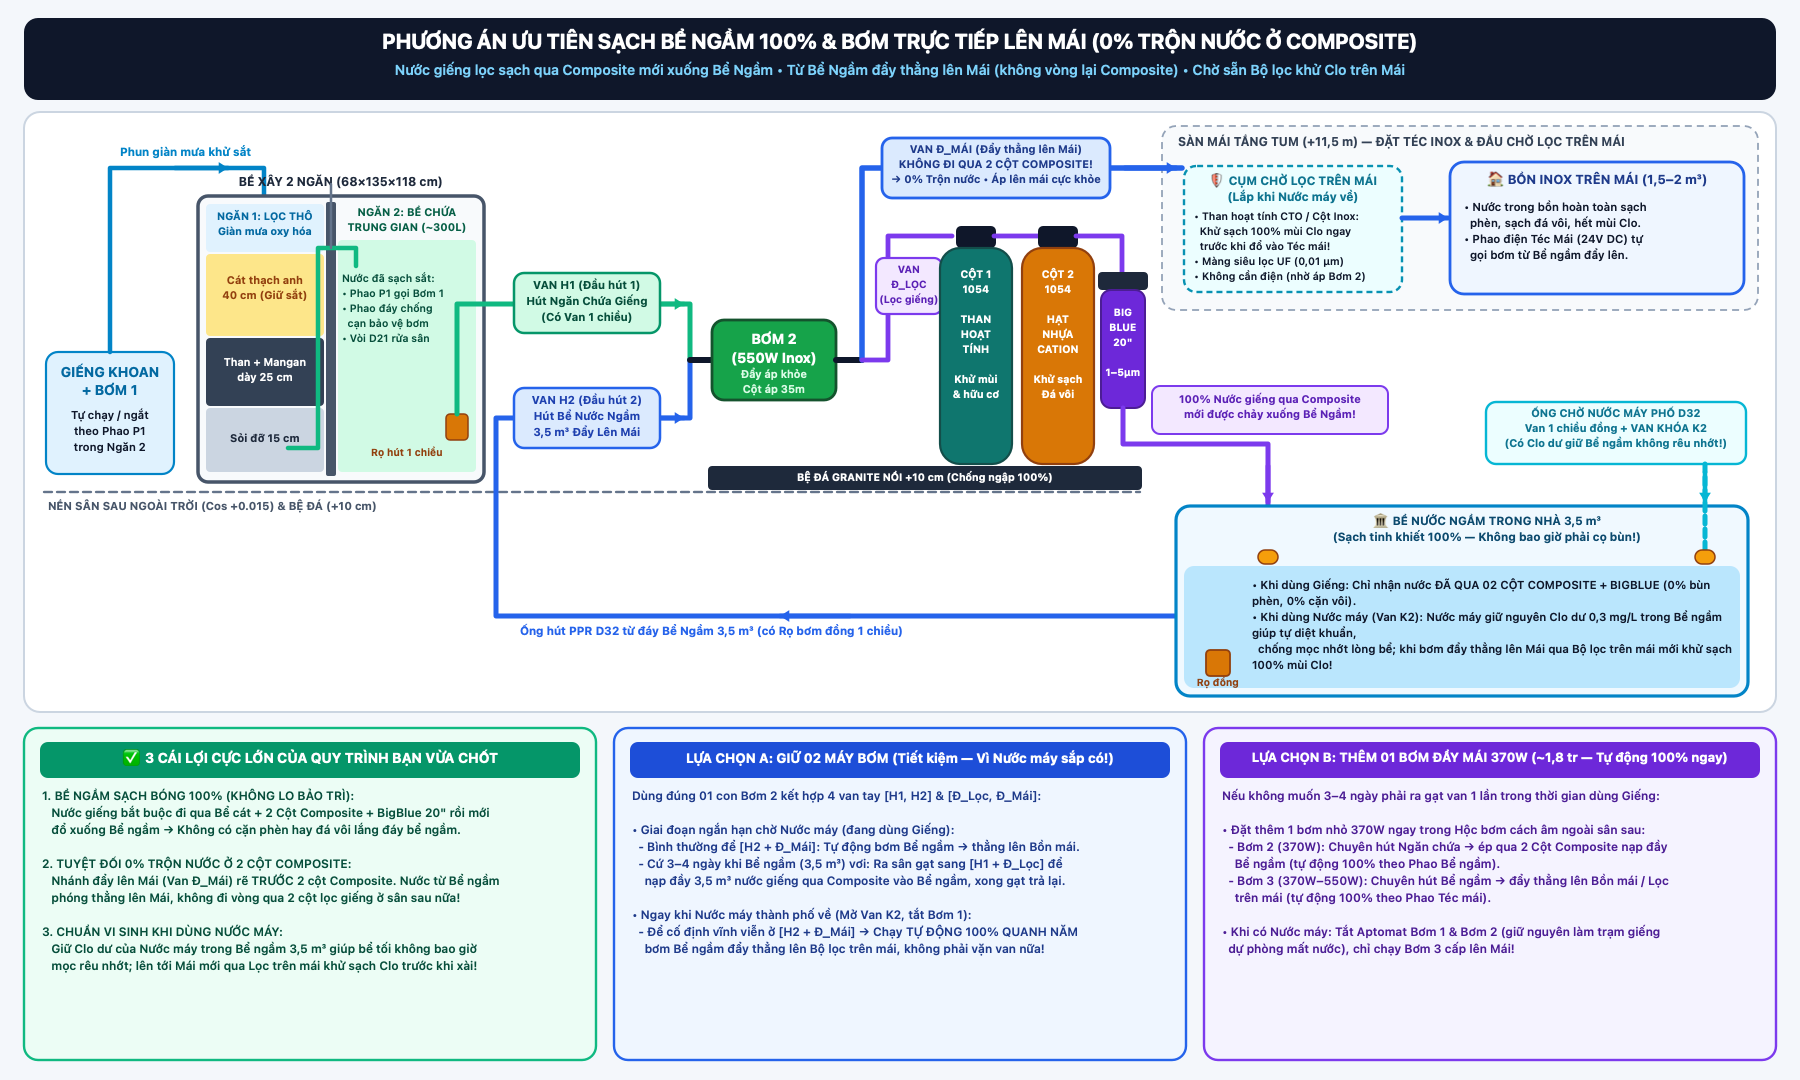 PHƯƠNG ÁN ƯU TIÊN SẠCH BỂ NGẦM 100% & BƠM TRỰC TIẾP LÊN MÁI (0% TRỘN NƯỚC Ở COMPOSITE)
Nước giếng lọc sạch qua Composite mới xuống Bể Ngầm • Từ Bể Ngầm đẩy thẳng lên Mái (không vòng lại Composite) • Chờ sẵn Bộ lọc khử Clo trên Mái
Phun giàn mưa khử sắt
BỂ XÂY 2 NGĂN (68×135×118 cm)
NGĂN 1: LỌC THÔ
Giàn mưa oxy hóa
Cát thạch anh
40 cm (Giữ sắt)
Than + Mangan
dày 25 cm
Sỏi đỡ 15 cm
NGĂN 2: BỂ CHỨA
TRUNG GIAN (~300L)
Nước đã sạch sắt:
• Phao P1 gọi Bơm 1
• Phao đáy chống
cạn bảo vệ bơm
• Vòi D21 rửa sân
Rọ hút 1 chiều
GIẾNG KHOAN
+ BƠM 1
Tự chạy / ngắt
theo Phao P1
trong Ngăn 2
NỀN SÂN SAU NGOÀI TRỜI (Cos +0.015) & BỆ ĐÁ (+10 cm)
VAN H1 (Đầu hút 1)
Hút Ngăn Chứa Giếng
(Có Van 1 chiều)
VAN H2 (Đầu hút 2)
Hút Bể Nước Ngầm
3,5 m³ Đẩy Lên Mái
BƠM 2
(550W Inox)
Đẩy áp khỏe
Cột áp 35m
VAN Đ_MÁI (Đẩy thẳng lên Mái)
KHÔNG ĐI QUA 2 CỘT COMPOSITE!
→ 0% Trộn nước • Áp lên mái cực khỏe
VAN
Đ_LỌC
(Lọc giếng)
CỘT 1
1054
THAN
HOẠT
TÍNH
Khử mùi
& hữu cơ
CỘT 2
1054
HẠT
NHỰA
CATION
Khử sạch
Đá vôi
BIG
BLUE
20"
1–5μm
BỆ ĐÁ GRANITE NỔI +10 cm (Chống ngập 100%)
SÀN MÁI TẦNG TUM (+11,5 m) — ĐẶT TÉC INOX & ĐẦU CHỜ LỌC TRÊN MÁI
CỤM CHỜ LỌC TRÊN MÁI
(Lắp khi Nước máy về)
• Than hoạt tính CTO / Cột Inox:
Khử sạch 100% mùi Clo ngay
trước khi đổ vào Téc mái!
• Màng siêu lọc UF (0,01 µm)
• Không cần điện (nhờ áp Bơm 2)
BỒN INOX TRÊN MÁI (1,5–2 m³)
• Nước trong bồn hoàn toàn sạch
phèn, sạch đá vôi, hết mùi Clo.
• Phao điện Téc Mái (24V DC) tự
gọi bơm từ Bể ngầm đẩy lên.
100% Nước giếng qua Composite
mới được chảy xuống Bể Ngầm!
ỐNG CHỜ NƯỚC MÁY PHỐ D32
Van 1 chiều đồng + VAN KHÓA K2
(Có Clo dư giữ Bể ngầm không rêu nhớt!)
BỂ NƯỚC NGẦM TRONG NHÀ 3,5 m³
(Sạch tinh khiết 100% — Không bao giờ phải cọ bùn!)
• Khi dùng Giếng: Chỉ nhận nước ĐÃ QUA 02 CỘT COMPOSITE + BIGBLUE (0% bùn
phèn, 0% cặn vôi).
• Khi dùng Nước máy (Van K2): Nước máy giữ nguyên Clo dư 0,3 mg/L trong Bể ngầm
giúp tự diệt khuẩn,
chống mọc nhớt lòng bể; khi bơm đẩy thẳng lên Mái qua Bộ lọc trên mái mới khử sạch
100% mùi Clo!
Rọ đồng
Ống hút PPR D32 từ đáy Bể Ngầm 3,5 m³ (có Rọ bơm đồng 1 chiều)
✅ 3 CÁI LỢI CỰC LỚN CỦA QUY TRÌNH BẠN VỪA CHỐT
1. BỂ NGẦM SẠCH BÓNG 100% (KHÔNG LO BẢO TRÌ):
Nước giếng bắt buộc đi qua Bể cát + 2 Cột Composite + BigBlue 20" rồi mới
đổ xuống Bể ngầm → Không có cặn phèn hay đá vôi lắng đáy bể ngầm.
2. TUYỆT ĐỐI 0% TRỘN NƯỚC Ở 2 CỘT COMPOSITE:
Nhánh đẩy lên Mái (Van Đ_Mái) rẽ TRƯỚC 2 cột Composite. Nước từ Bể ngầm
phóng thẳng lên Mái, không đi vòng qua 2 cột lọc giếng ở sân sau nữa!
3. CHUẨN VI SINH KHI DÙNG NƯỚC MÁY:
Giữ Clo dư của Nước máy trong Bể ngầm 3,5 m³ giúp bể tối không bao giờ
mọc rêu nhớt; lên tới Mái mới qua Lọc trên mái khử sạch Clo trước khi xài!
LỰA CHỌN A: GIỮ 02 MÁY BƠM (Tiết kiệm — Vì Nước máy sắp có!)
Dùng đúng 01 con Bơm 2 kết hợp 4 van tay [H1, H2] & [Đ_Lọc, Đ_Mái]:
• Giai đoạn ngắn hạn chờ Nước máy (đang dùng Giếng):
- Bình thường để [H2 + Đ_Mái]: Tự động bơm Bể ngầm → thẳng lên Bồn mái.
- Cứ 3–4 ngày khi Bể ngầm (3,5 m³) vơi: Ra sân gạt sang [H1 + Đ_Lọc] để
nạp đầy 3,5 m³ nước giếng qua Composite vào Bể ngầm, xong gạt trả lại.
• Ngay khi Nước máy thành phố về (Mở Van K2, tắt Bơm 1):
- Để cố định vĩnh viễn ở [H2 + Đ_Mái] → Chạy TỰ ĐỘNG 100% QUANH NĂM
bơm Bể ngầm đẩy thẳng lên Bộ lọc trên mái, không phải vặn van nữa!
LỰA CHỌN B: THÊM 01 BƠM ĐẨY MÁI 370W (~1,8 tr — Tự động 100% ngay)
Nếu không muốn 3–4 ngày phải ra gạt van 1 lần trong thời gian dùng Giếng:
• Đặt thêm 1 bơm nhỏ 370W ngay trong Hộc bơm cách âm ngoài sân sau:
- Bơm 2 (370W): Chuyên hút Ngăn chứa → ép qua 2 Cột Composite nạp đầy
Bể ngầm (tự động 100% theo Phao Bể ngầm).
- Bơm 3 (370W–550W): Chuyên hút Bể ngầm → đẩy thẳng lên Bồn mái / Lọc
trên mái (tự động 100% theo Phao Téc mái).
• Khi có Nước máy: Tắt Aptomat Bơm 1 & Bơm 2 (giữ nguyên làm trạm giếng
dự phòng mất nước), chỉ chạy Bơm 3 cấp lên Mái!